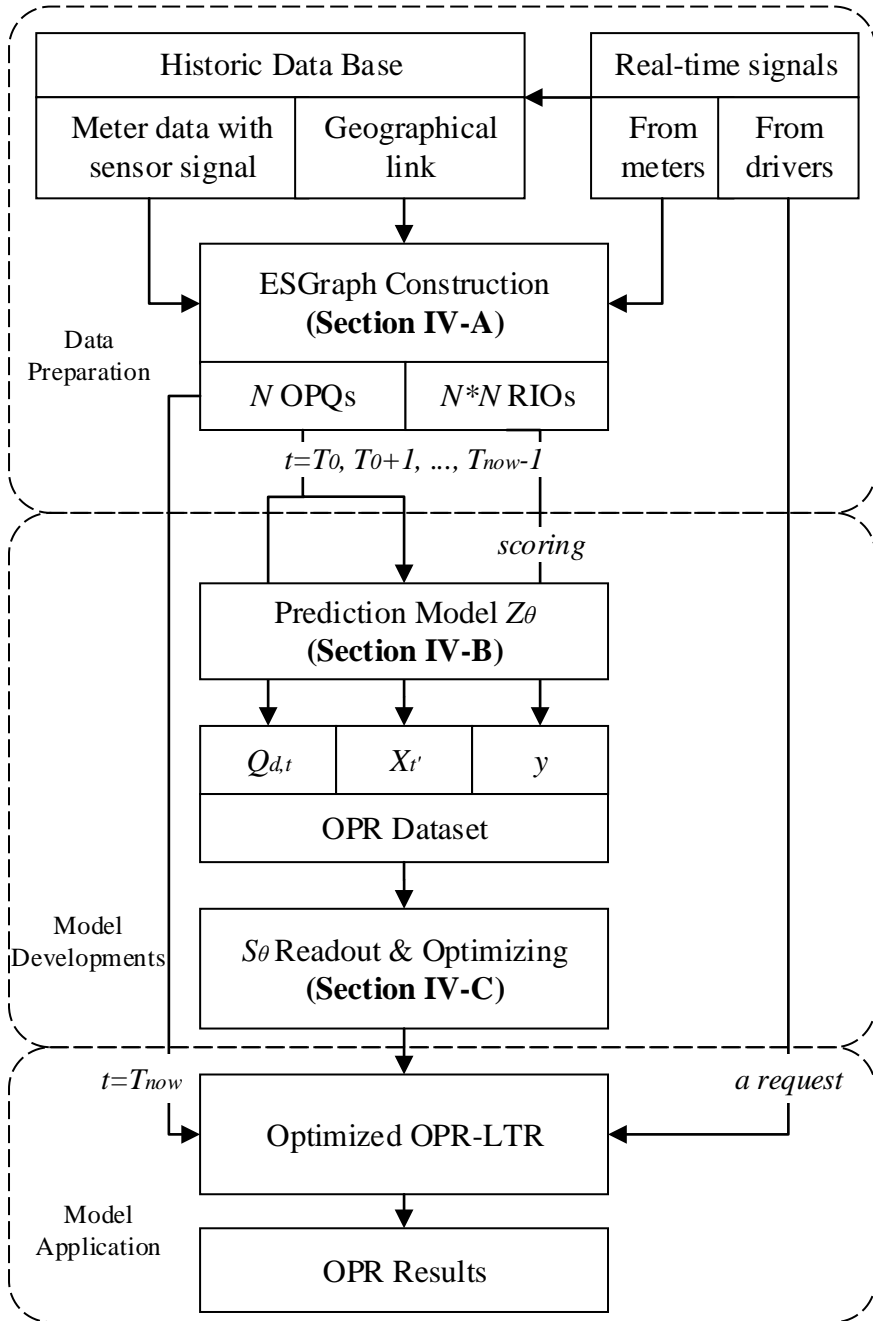 Historic Data Base
Real-time signals
Meter data with
sensor signal
Geographical
link
From
meters
From
drivers
ESGraph Construction
(Section IV-A)
Data
Preparation
N OPQs
N*N RIOs
t=T0, T0+1, ..., Tnow-1
scoring
Prediction Model Zθ
(Section IV-B)
Qd,t
Xt'
y
OPR Dataset
Model
Developments
Sθ Readout & Optimizing
(Section IV-C)
t=Tnow
a request
Optimized OPR-LTR
Model
Application
OPR Results